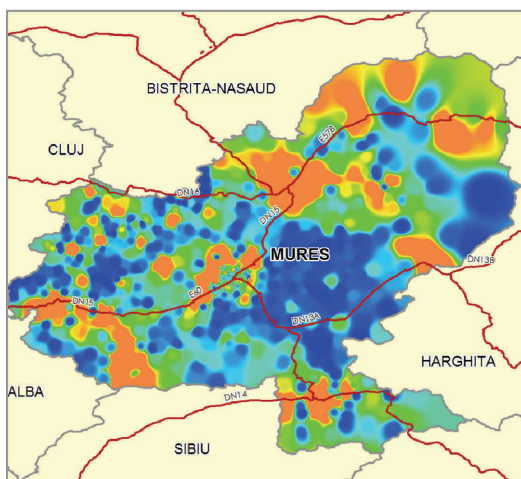 BISTRITA-NASAUD
CLUJ
E578
DN16
DN15
MURES
DN13B
E60
DN15
DN13A
HARGHITA
ALBA
DN14
SIBIU